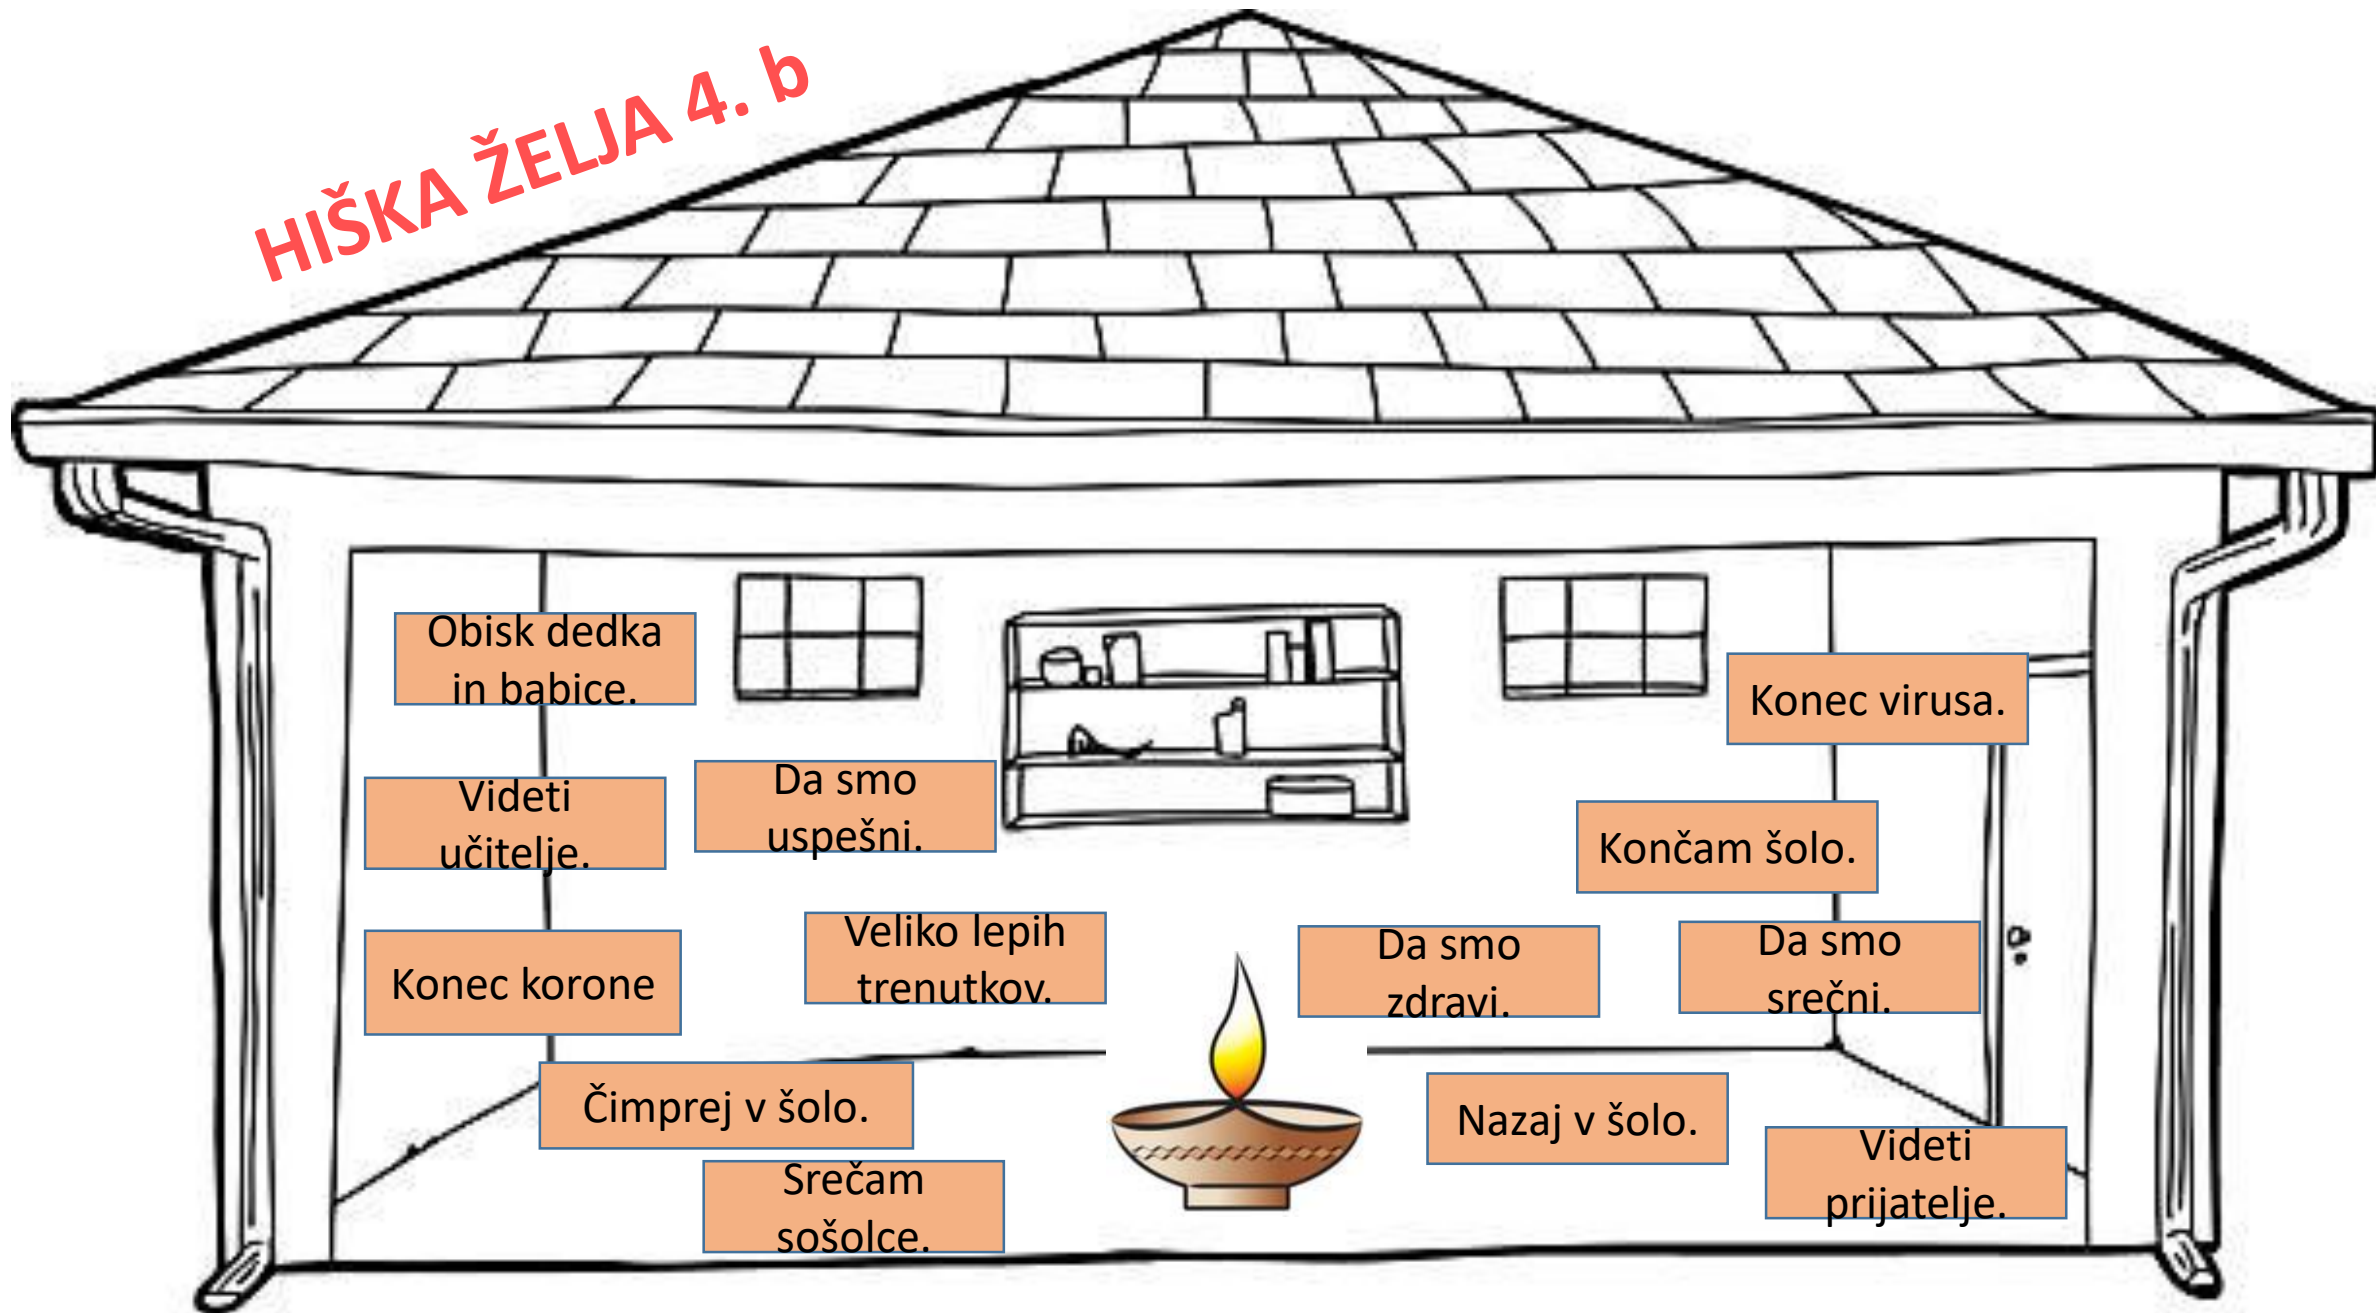 HIŠKA ŽELJA 4. b
Obisk dedka
in babice.
Konec virusa.
Videti
učitelje.
Da smo
uspešni.
Končam šolo.
Konec korone
Veliko lepih
trenutkov.
Da smo
zdravi.
Da smo
srečni.
Čimprej v šolo.
Nazaj v šolo.
Srečam
sošolce.
Videti
prijatelje.